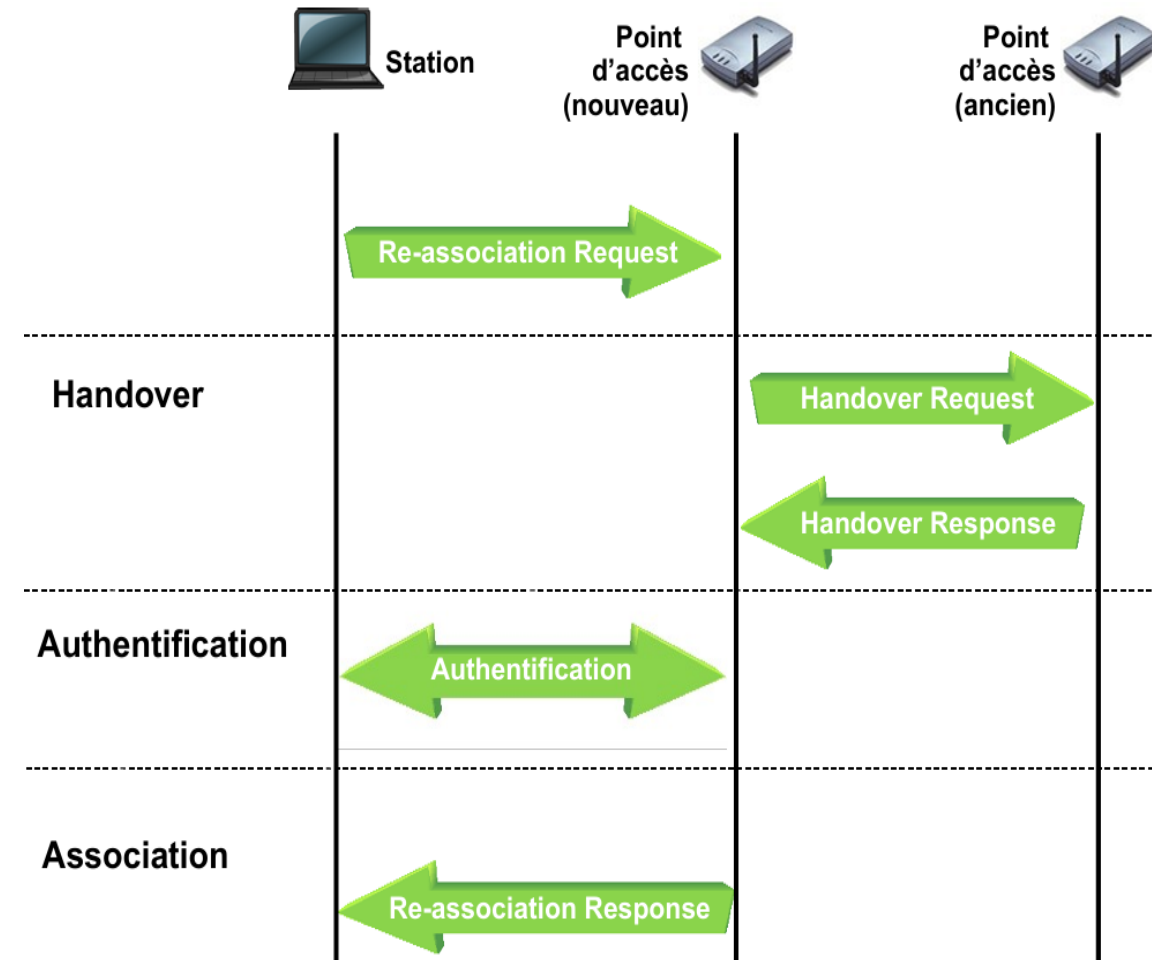 Station
Point
d'accès
(nouveau)
Point
d'accès
(ancien)
Re-association Request
Handover
Handover Request
Handover Response
Authentification
Authentification
Association
Re-association Response